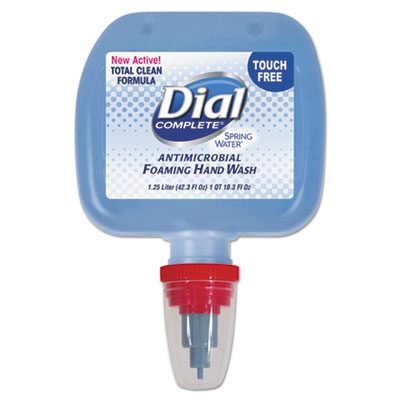 New Active!
TOTAL CLEAN
FORMULA
TOUCH
FREE
Dial
COMPLETE®
SPRING
WATER®
ANTIMICROBIAL
FOAMING HAND WASH
1.25 Liter (42.3 Fl Oz) 1 QT 18.3 Fl Oz